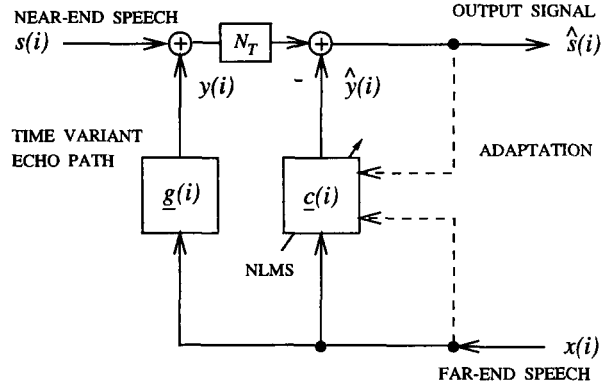 NEAR-END SPEECH
OUTPUT SIGNAL
s(i)
N_T
ŝ(i)
+
+
y(i)
-
ŷ(i)
TIME VARIANT
ECHO PATH
ADAPTATION
g(i)
c(i)
NLMS
x(i)
FAR-END SPEECH